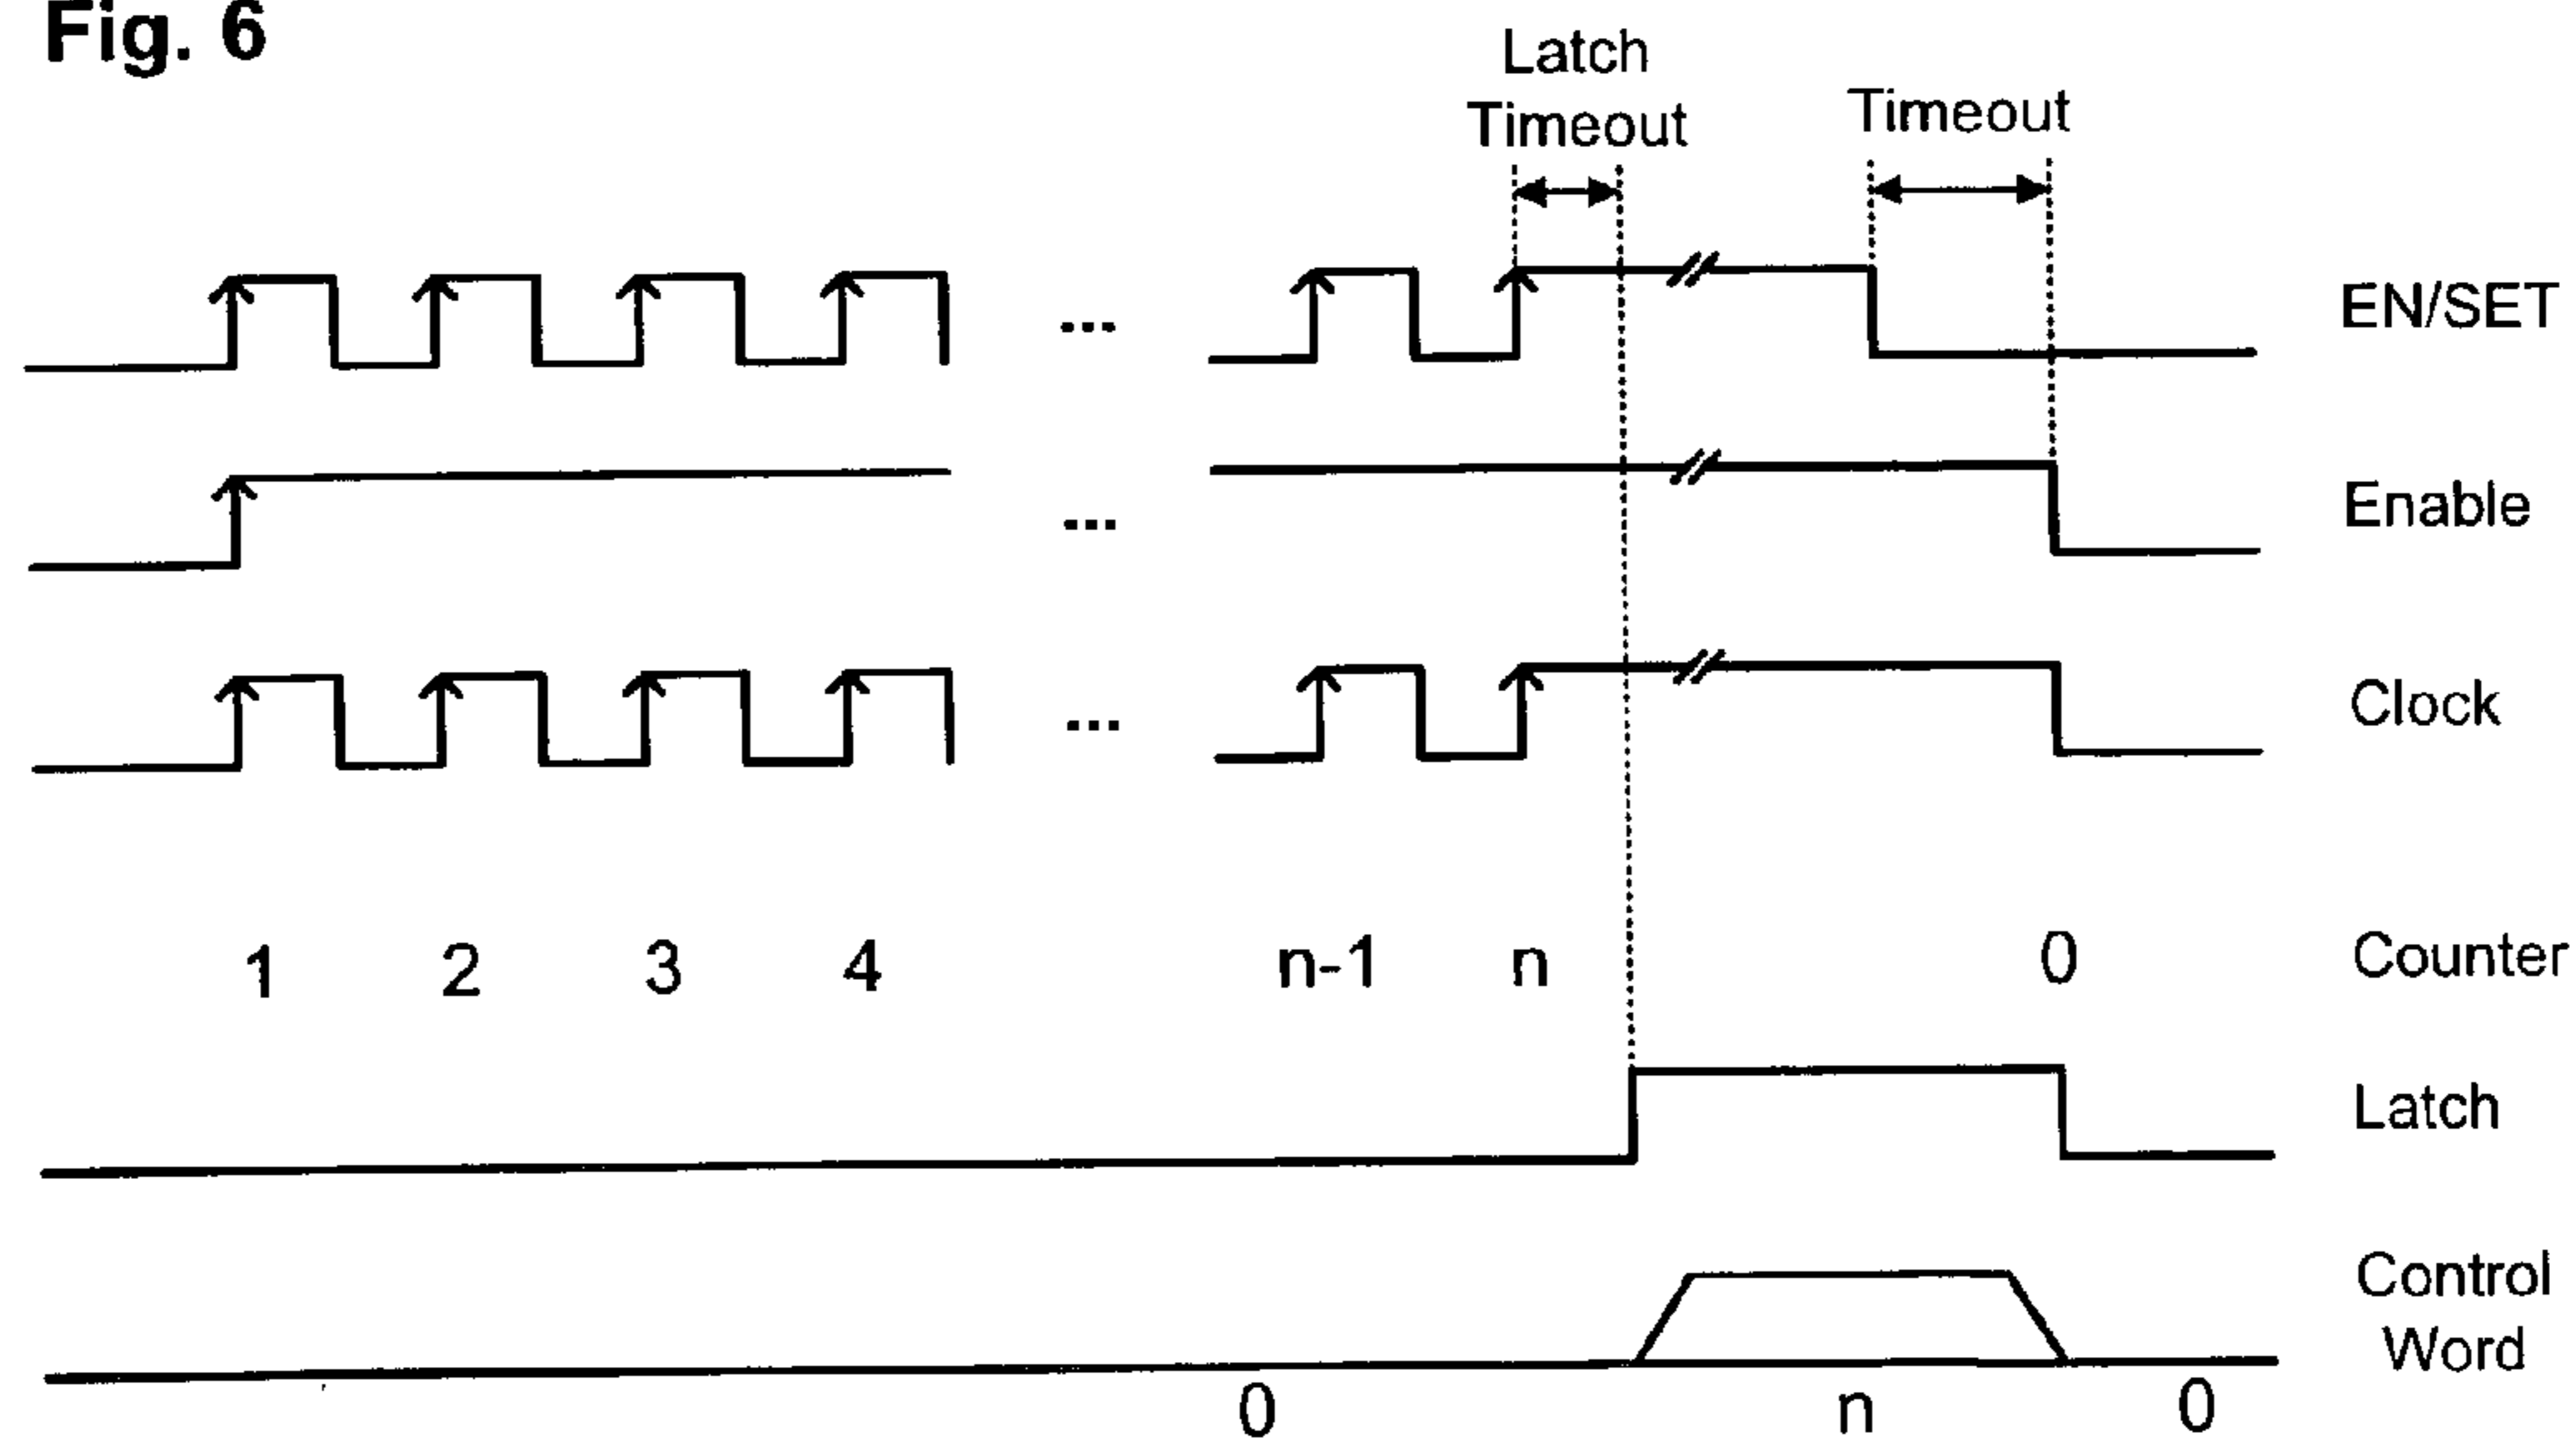 Fig. 6
Latch
Timeout
Timeout
EN/SET
...
Enable
...
Clock
...
1 2 3 4 n-1 n 0 Counter
Latch
Control
Word
0 n 0